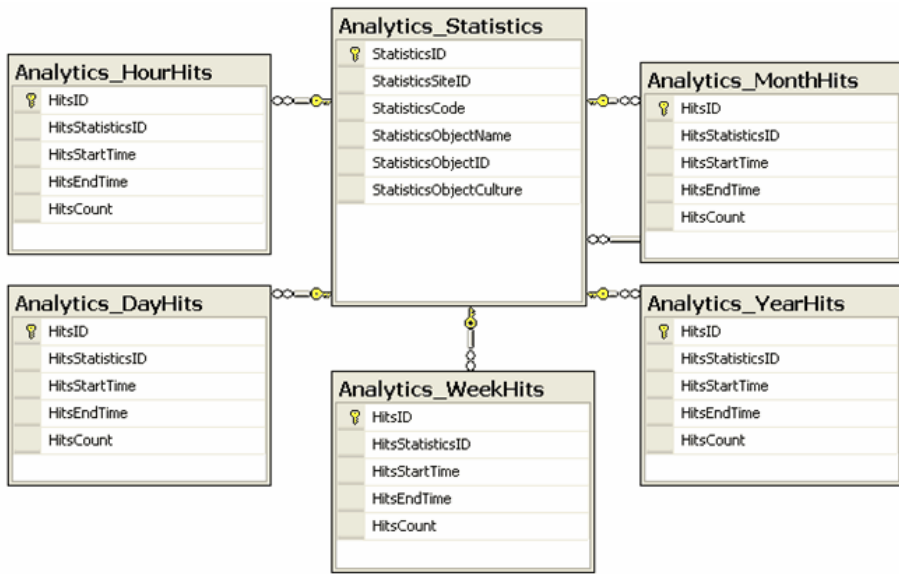 Analytics_HourHits
HitsID
HitsStatisticsID
HitsStartTime
HitsEndTime
HitsCount
Analytics_Statistics
StatisticsID
StatisticsSiteID
StatisticsCode
StatisticsObjectName
StatisticsObjectID
StatisticsObjectCulture
Analytics_MonthHits
HitsID
HitsStatisticsID
HitsStartTime
HitsEndTime
HitsCount
Analytics_DayHits
HitsID
HitsStatisticsID
HitsStartTime
HitsEndTime
HitsCount
Analytics_WeekHits
HitsID
HitsStatisticsID
HitsStartTime
HitsEndTime
HitsCount
Analytics_YearHits
HitsID
HitsStatisticsID
HitsStartTime
HitsEndTime
HitsCount